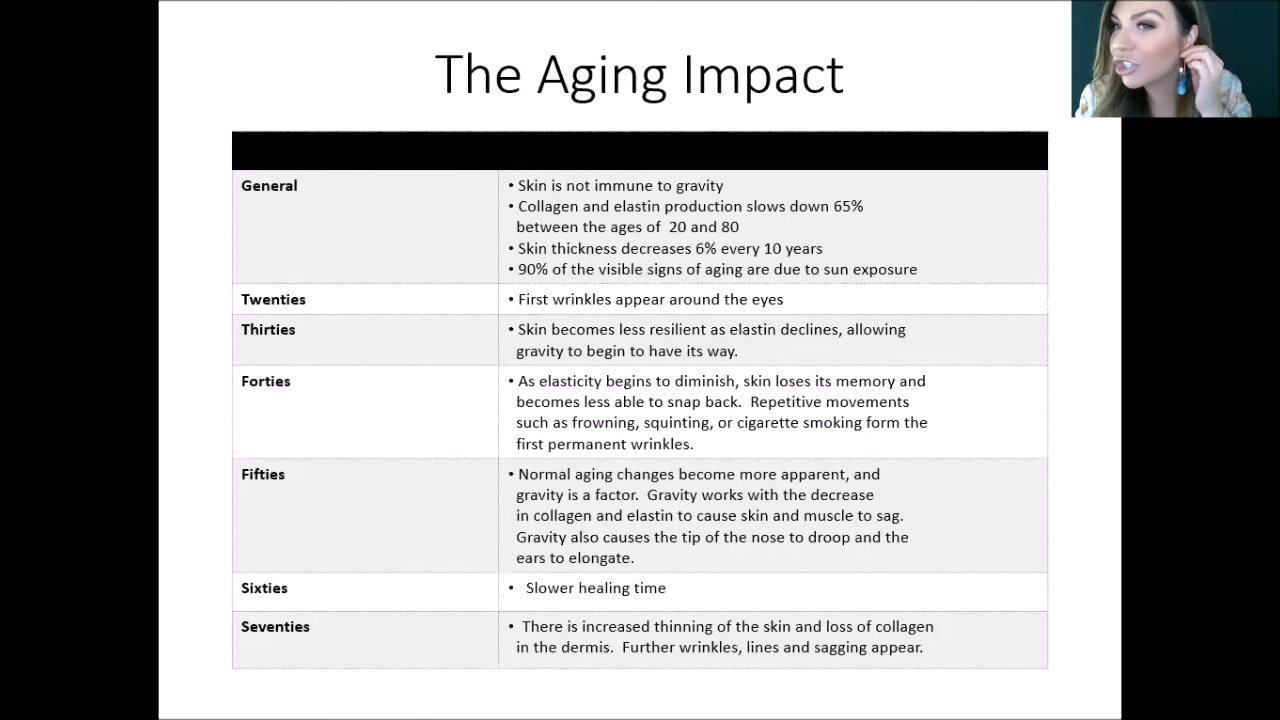 The Aging Impact
General
• Skin is not immune to gravity
• Collagen and elastin production slows down 65%
between the ages of  20 and 80
• Skin thickness decreases 6% every 10 years
• 90% of the visible signs of aging are due to sun exposure
Twenties
• First wrinkles appear around the eyes
Thirties
• Skin becomes less resilient as elastin declines, allowing
gravity to begin to have its way.
Forties
• As elasticity begins to diminish, skin loses its memory and
becomes less able to snap back.  Repetitive movements
such as frowning, squinting, or cigarette smoking form the
first permanent wrinkles.
Fifties
• Normal aging changes become more apparent, and
gravity is a factor.  Gravity works with the decrease
in collagen and elastin to cause skin and muscle to sag.
Gravity also causes the tip of the nose to droop and the
ears to elongate.
Sixties
• Slower healing time
Seventies
• There is increased thinning of the skin and loss of collagen
in the dermis.  Further wrinkles, lines and sagging appear.